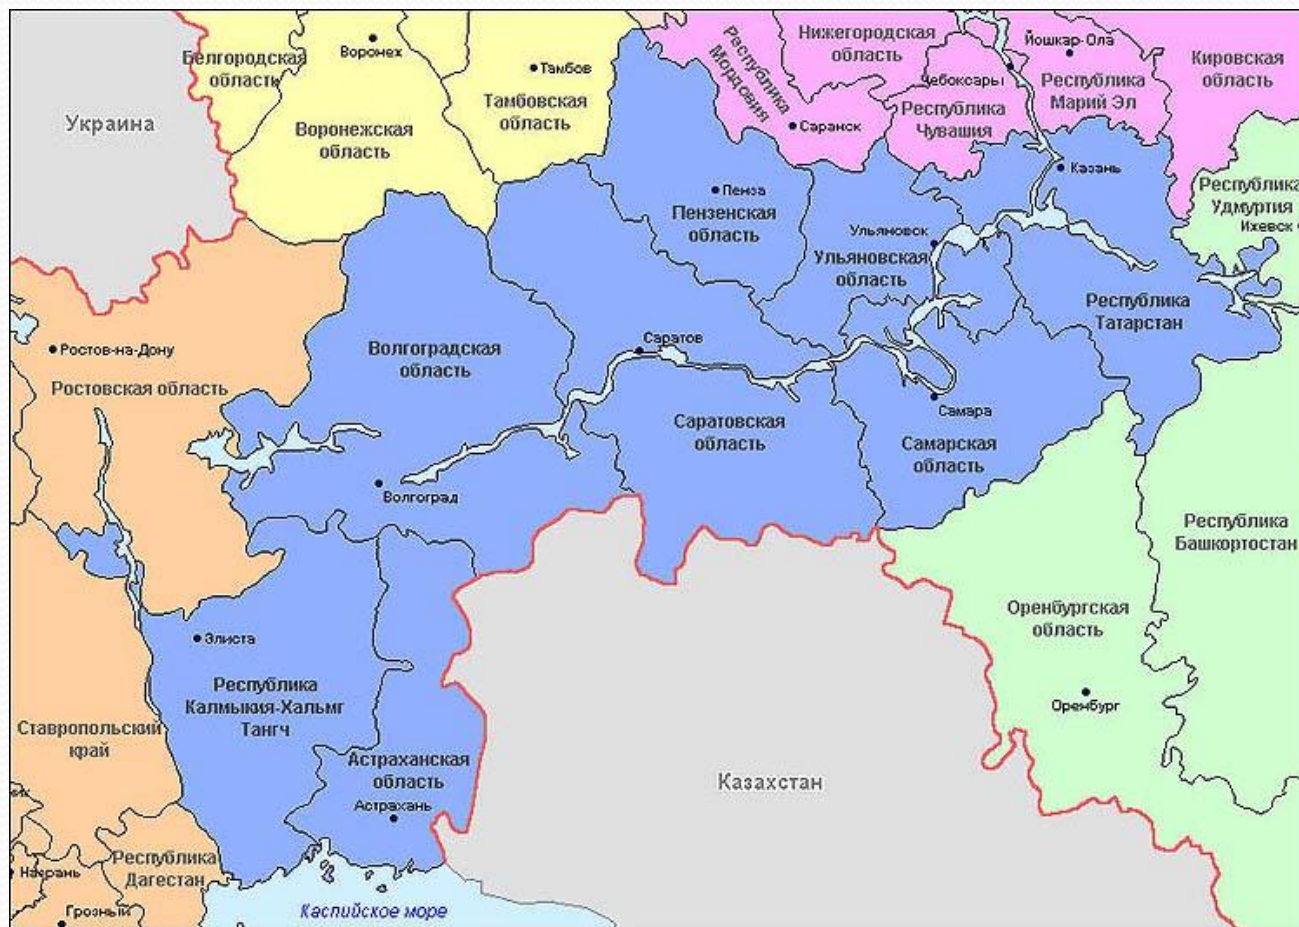 Нижегородская
область
Йошкар-Ола
Кировская
область
Белгородская
область
Воронех
Тамбов
Республика
Мордовия
Чебоксары
Республика
Марий Эл
Тамбовская
область
Украина
Воронежская
область
Саранск
Республика
Чувашия
Казань
Пенза
Пензенская
область
Республика
Удмуртия
Ихевск
Ульяновск
Ульяновская
область
Республика
Татарстан
Ростов-на-Дону
Ростовская область
Волгоградская
область
Саратов
Саратовская
область
Самара
Самарская
область
Волгоград
Республика
Башкортостан
Оренбургская
область
Элиста
Республика
Калмыкия-Хальмг
Тангч
Оренбург
Ставропольский
край
Астраханская
область
Астрахань
Казахстан
Республика
Дагестан
Назрань
Грозный
Каспийское море